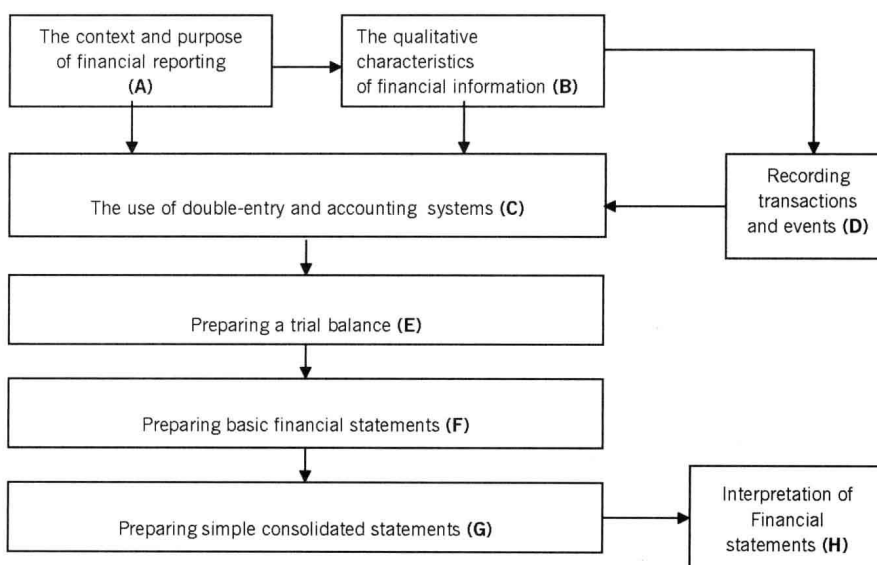 The context and purpose
of financial reporting
(A)
The qualitative
characteristics
of financial information (B)
The use of double-entry and accounting systems (C)
Recording
transactions
and events (D)
Preparing a trial balance (E)
Preparing basic financial statements (F)
Preparing simple consolidated statements (G)
Interpretation of
Financial
statements (H)